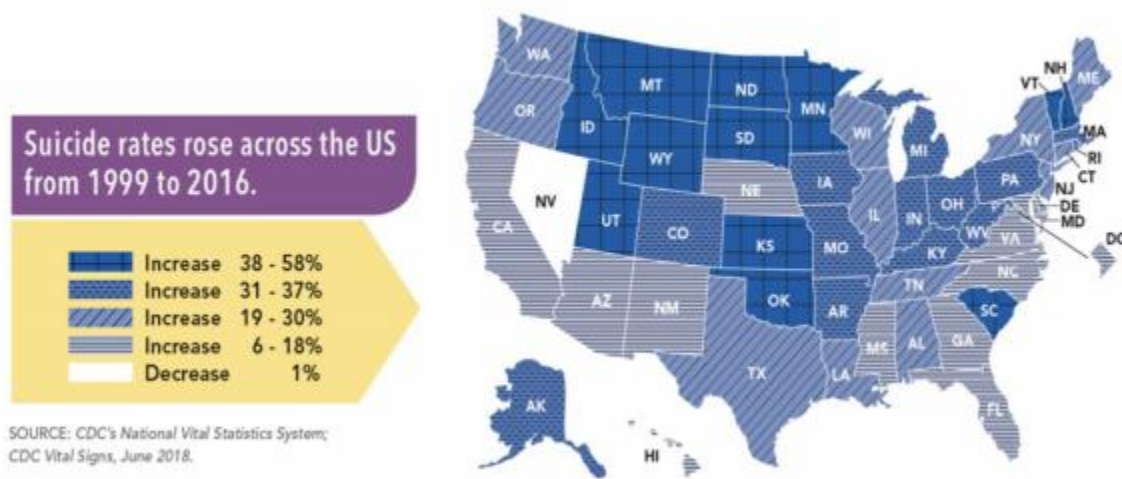 Suicide rates rose across the US
from 1999 to 2016.
Increase 38 - 58%
Increase 31 - 37%
Increase 19 - 30%
Increase 6 - 18%
Decrease 1%
SOURCE: CDC's National Vital Statistics System;
CDC Vital Signs, June 2018.
WA
MT
ND
MN
VT
NH
ME
OR
ID
SD
WI
MI
NY
MA
WY
RI
CT
NE
IA
PA
NJ
NV
UT
CO
IL
IN
OH
DE
MD
CA
KS
MO
WV
VA
DC
KY
AZ
NM
OK
AR
TN
NC
SC
MS
AL
GA
TX
LA
FL
AK
HI